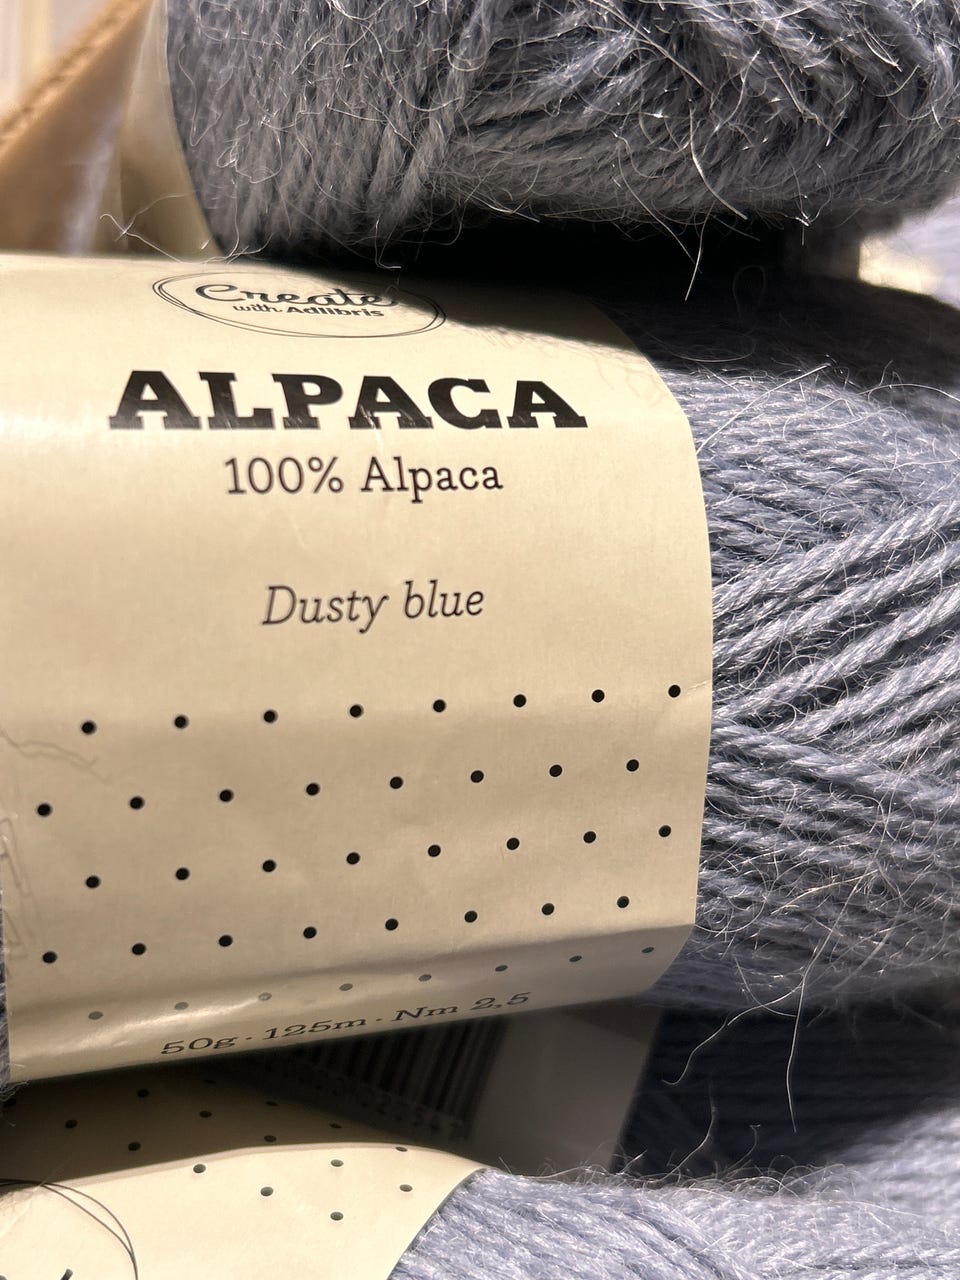 Create
with Adlibris
ALPACA
100% Alpaca
Dusty blue
50g · 125m · Nm 2,5